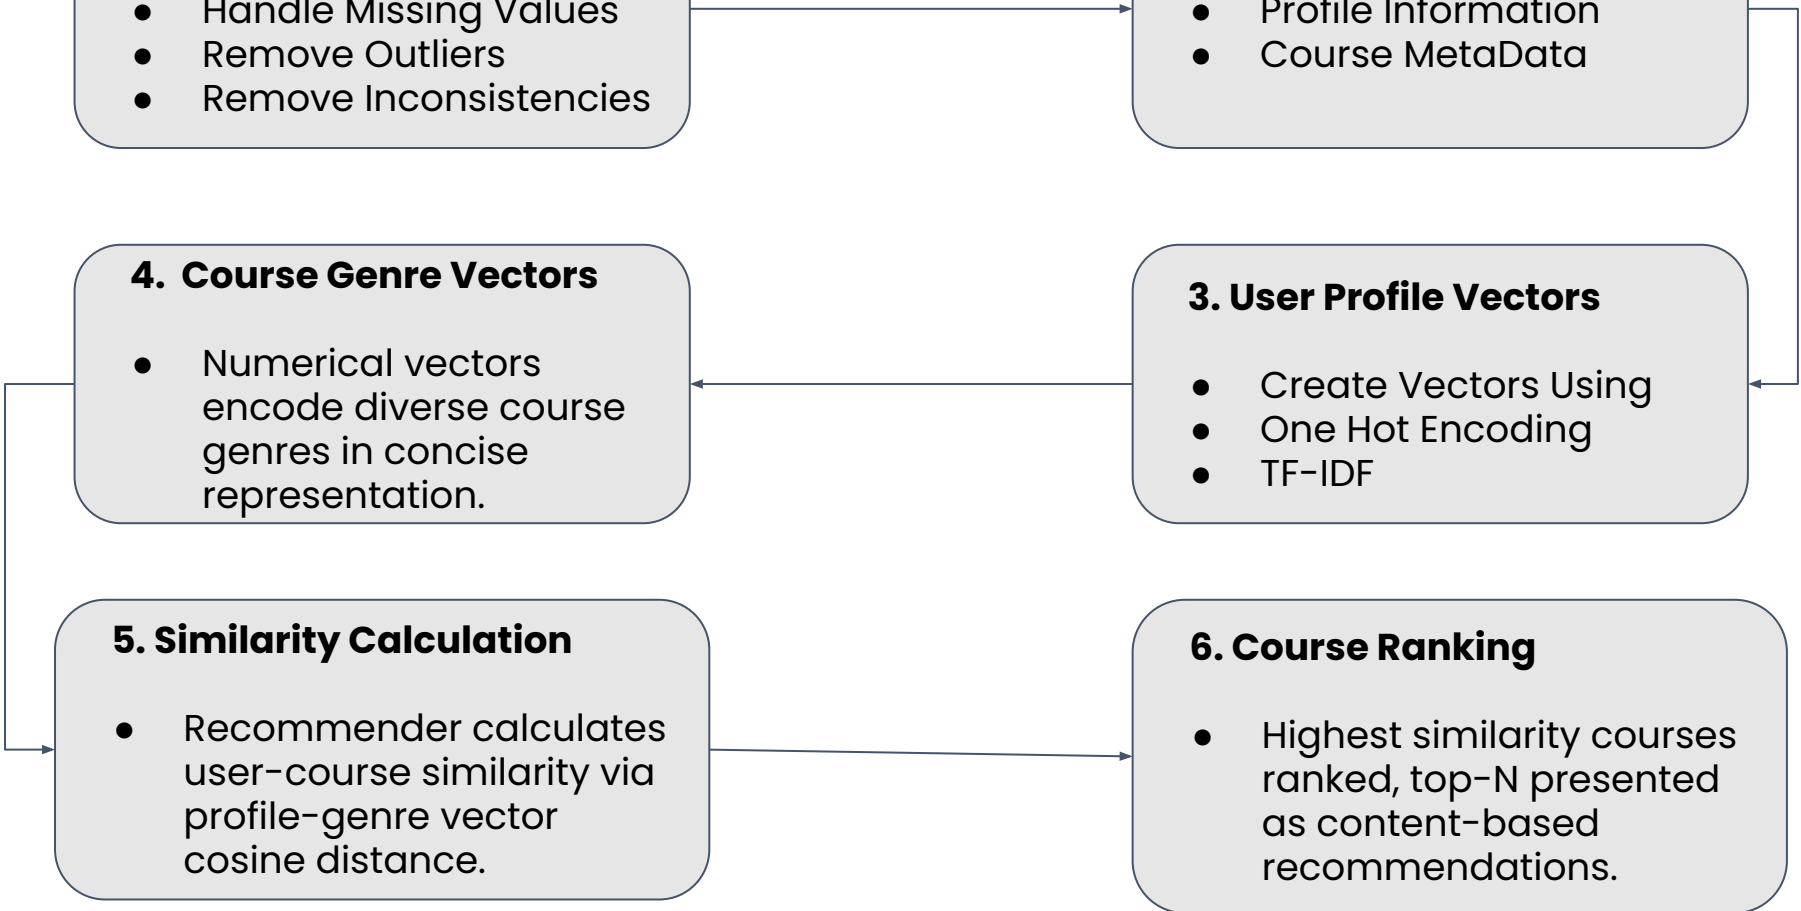 ● Handle Missing Values
● Remove Outliers
● Remove Inconsistencies
● Profile Information
● Course MetaData
3. User Profile Vectors
● Create Vectors Using
● One Hot Encoding
● TF-IDF
4. Course Genre Vectors
● Numerical vectors
encode diverse course
genres in concise
representation.
5. Similarity Calculation
● Recommender calculates
user-course similarity via
profile-genre vector
cosine distance.
6. Course Ranking
● Highest similarity courses
ranked, top-N presented
as content-based
recommendations.